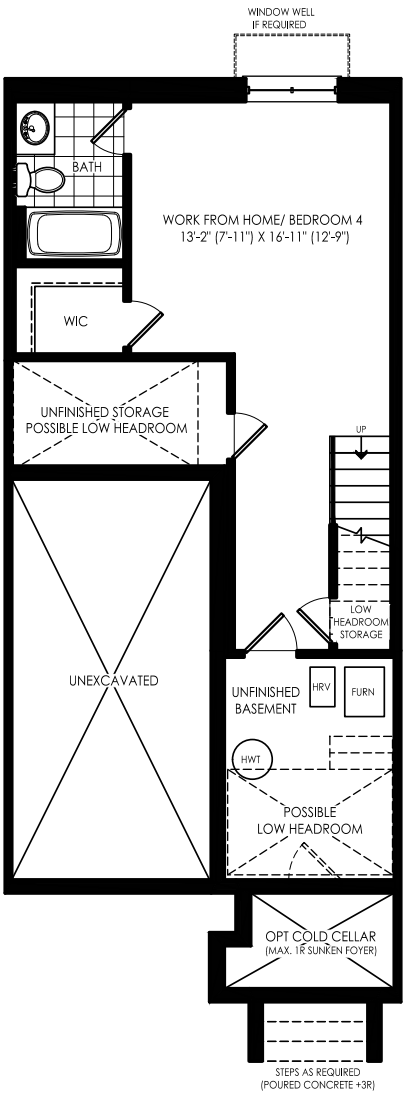 WINDOW WELL
IF REQUIRED
BATH
WORK FROM HOME/ BEDROOM 4
13'-2" (7'-11") X 16'-11" (12'-9")
WIC
UNFINISHED STORAGE
POSSIBLE LOW HEADROOM
UP
LOW
HEADROOM
STORAGE
UNEXCAVATED
UNFINISHED
BASEMENT
HRV
FURN
HWT
POSSIBLE
LOW HEADROOM
OPT COLD CELLAR
(MAX. 1R SUNKEN FOYER)
STEPS AS REQUIRED
(POURED CONCRETE +3R)